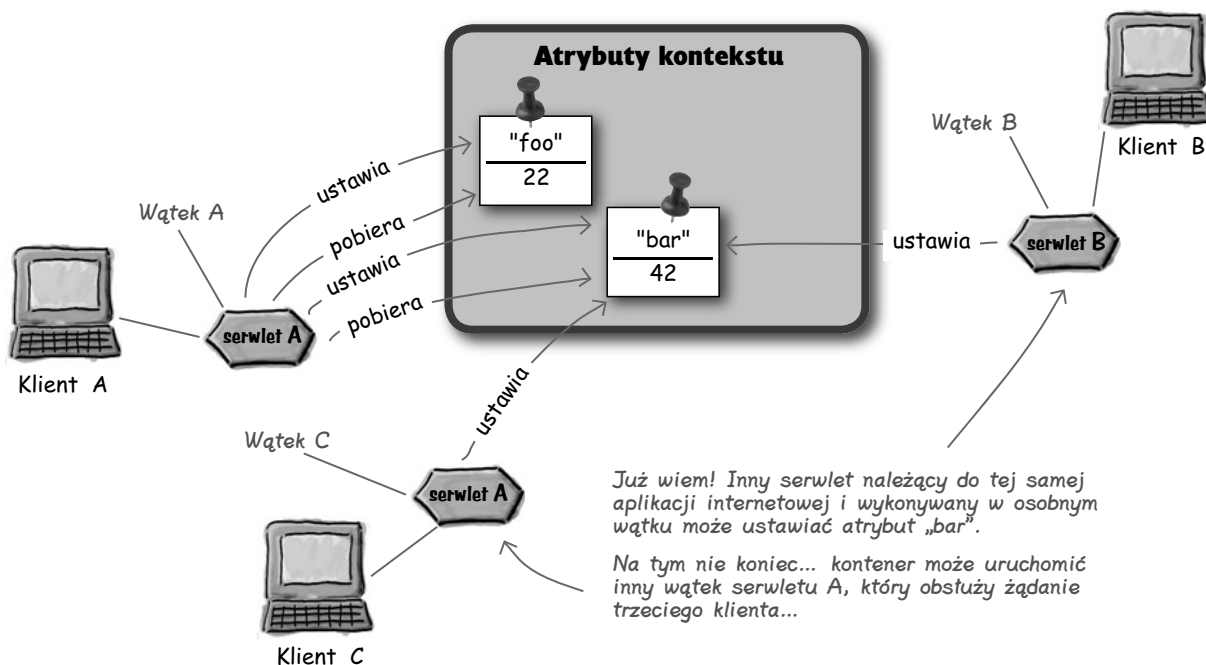 Atrybuty kontekstu
"foo"
22
"bar"
42
ustawia
pobiera
ustawia
pobiera
Wątek A
serwlet A
Klient A
ustawia
Wątek B
serwlet B
Klient B
ustawia
Wątek C
serwlet A
Klient C
Już wiem! Inny serwlet należący do tej samej
aplikacji internetowej i wykonywany w osobnym
wątku może ustawiać atrybut „bar”.
Na tym nie koniec... kontener może uruchomić
inny wątek serwletu A, który obsłuży żądanie
trzeciego klienta...